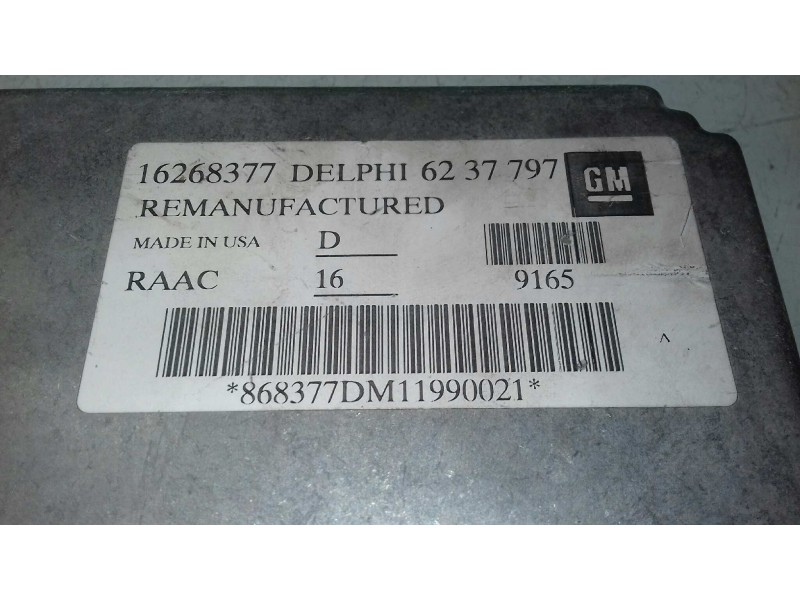 16268377 DELPHI 62 37 797 GM
REMANUFACTURED
MADE IN USA D
RAAC 16 9165
*868377DM11990021*